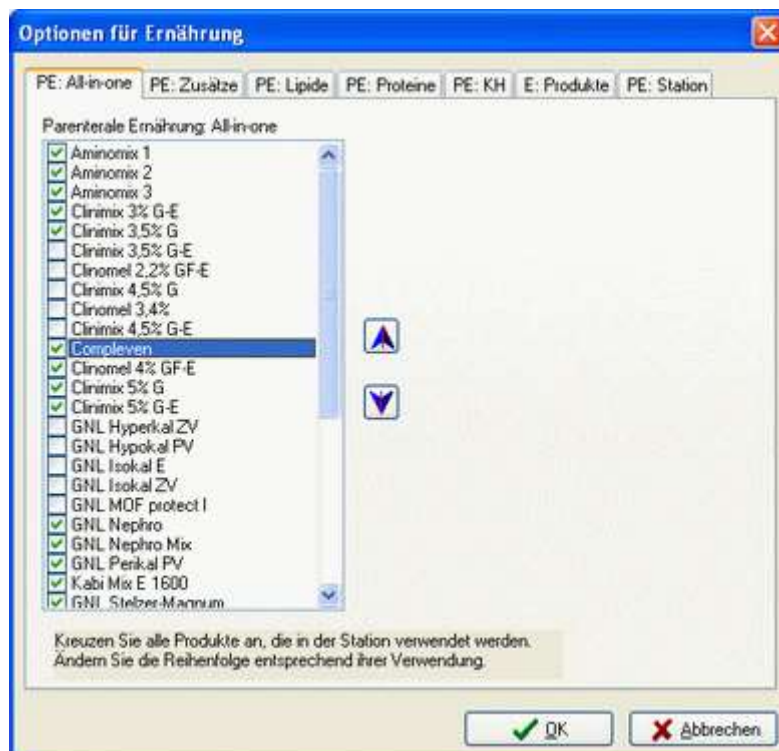 Optionen für Ernährung
PE: All-in-one PE: Zusätze PE: Lipide PE: Proteine PE: KH E: Produkte PE: Station
Parenterale Ernährung: All-in-one
Aminomix 1
Aminomix 2
Aminomix 3
Clinimix 3% G-E
Clinimix 3,5% G
Clinimix 3,5% G-E
Clinomel 2,2% GF-E
Clinimix 4,5% G
Clinomel 3,4%
Clinimix 4,5% G-E
Compleven
Clinomel 4% GF-E
Clinimix 5% G
Clinimix 5% G-E
GNL Hyperkal ZV
GNL Hypokal PV
GNL Isokal E
GNL Isokal ZV
GNL MOF protect I
GNL Nephro
GNL Nephro Mix
GNL Perikal PV
Kabi Mix E 1600
GNL Stelzer-Magnum
Kreuzen Sie alle Produkte an, die in der Station verwendet werden.
Ändern Sie die Reihenfolge entsprechend ihrer Verwendung.
OK Abbrechen